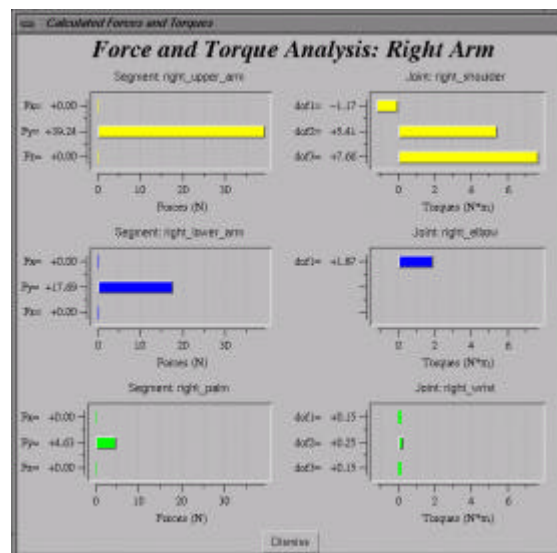 Calculated Forces and Torques
Force and Torque Analysis: Right Arm
Segment: right_upper_arm
Fx= +0.00
Fy= +39.24
Fz= +0.00
0 10 20 30
Forces (N)
Joint: right_shoulder
dof1= -1.17
dof2= +5.41
dof3= +7.66
0 2 4 6
Torques (N*m)
Segment: right_lower_arm
Fx= +0.00
Fy= +17.69
Fz= +0.00
0 10 20 30
Forces (N)
Joint: right_elbow
dof1= +1.87
0 2 4 6
Torques (N*m)
Segment: right_palm
Fx= +0.00
Fy= +4.63
Fz= +0.00
0 10 20 30
Forces (N)
Joint: right_wrist
dof1= +0.15
dof2= +0.25
dof3= +0.15
0 2 4 6
Torques (N*m)
Dismiss